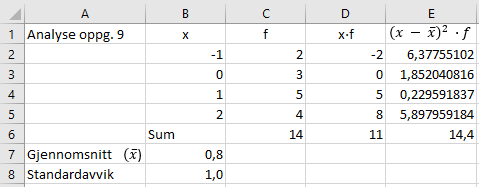 A B C D E
1 Analyse oppg. 9 x f x·f (x − x̄)² · f
2 -1 2 -2 6,37755102
3 0 3 0 1,852040816
4 1 5 5 0,229591837
5 2 4 8 5,897959184
6 Sum 14 11 14,4
7 Gjennomsnitt (x̄) 0,8
8 Standardavvik 1,0